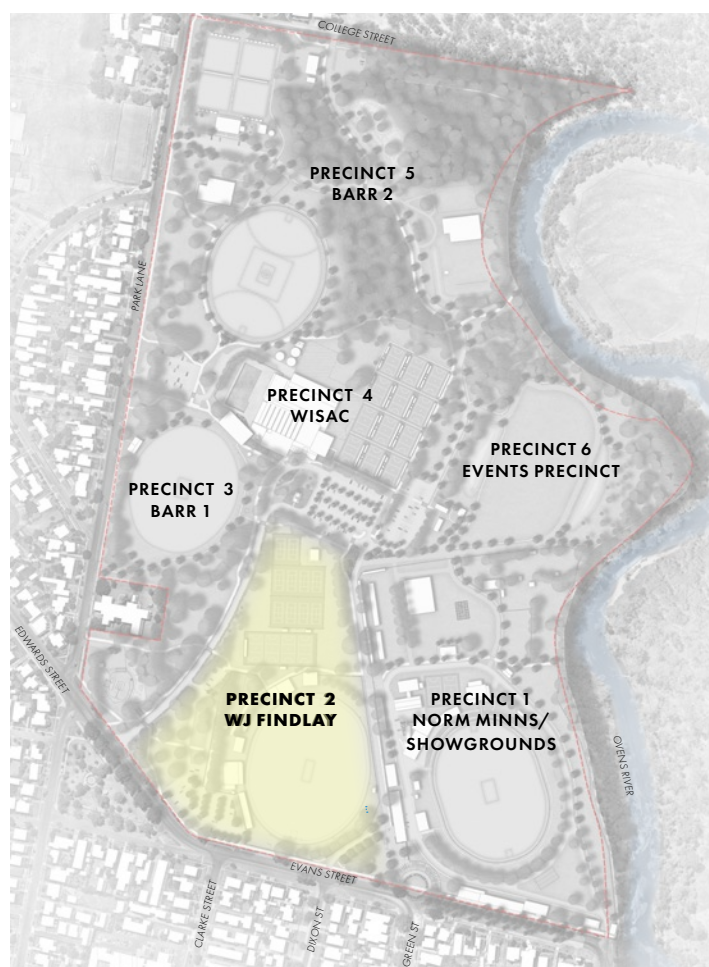 COLLEGE STREET
PRECINCT 5
BARR 2
PARK LANE
PRECINCT 4
WISAC
PRECINCT 6
EVENTS PRECINCT
PRECINCT 3
BARR 1
EDWARDS STREET
PRECINCT 2
WJ FINDLAY
PRECINCT 1
NORM MINNS/
SHOWGROUNDS
OVENS RIVER
EVANS STREET
CLARKE STREET
DIXON ST
GREEN ST